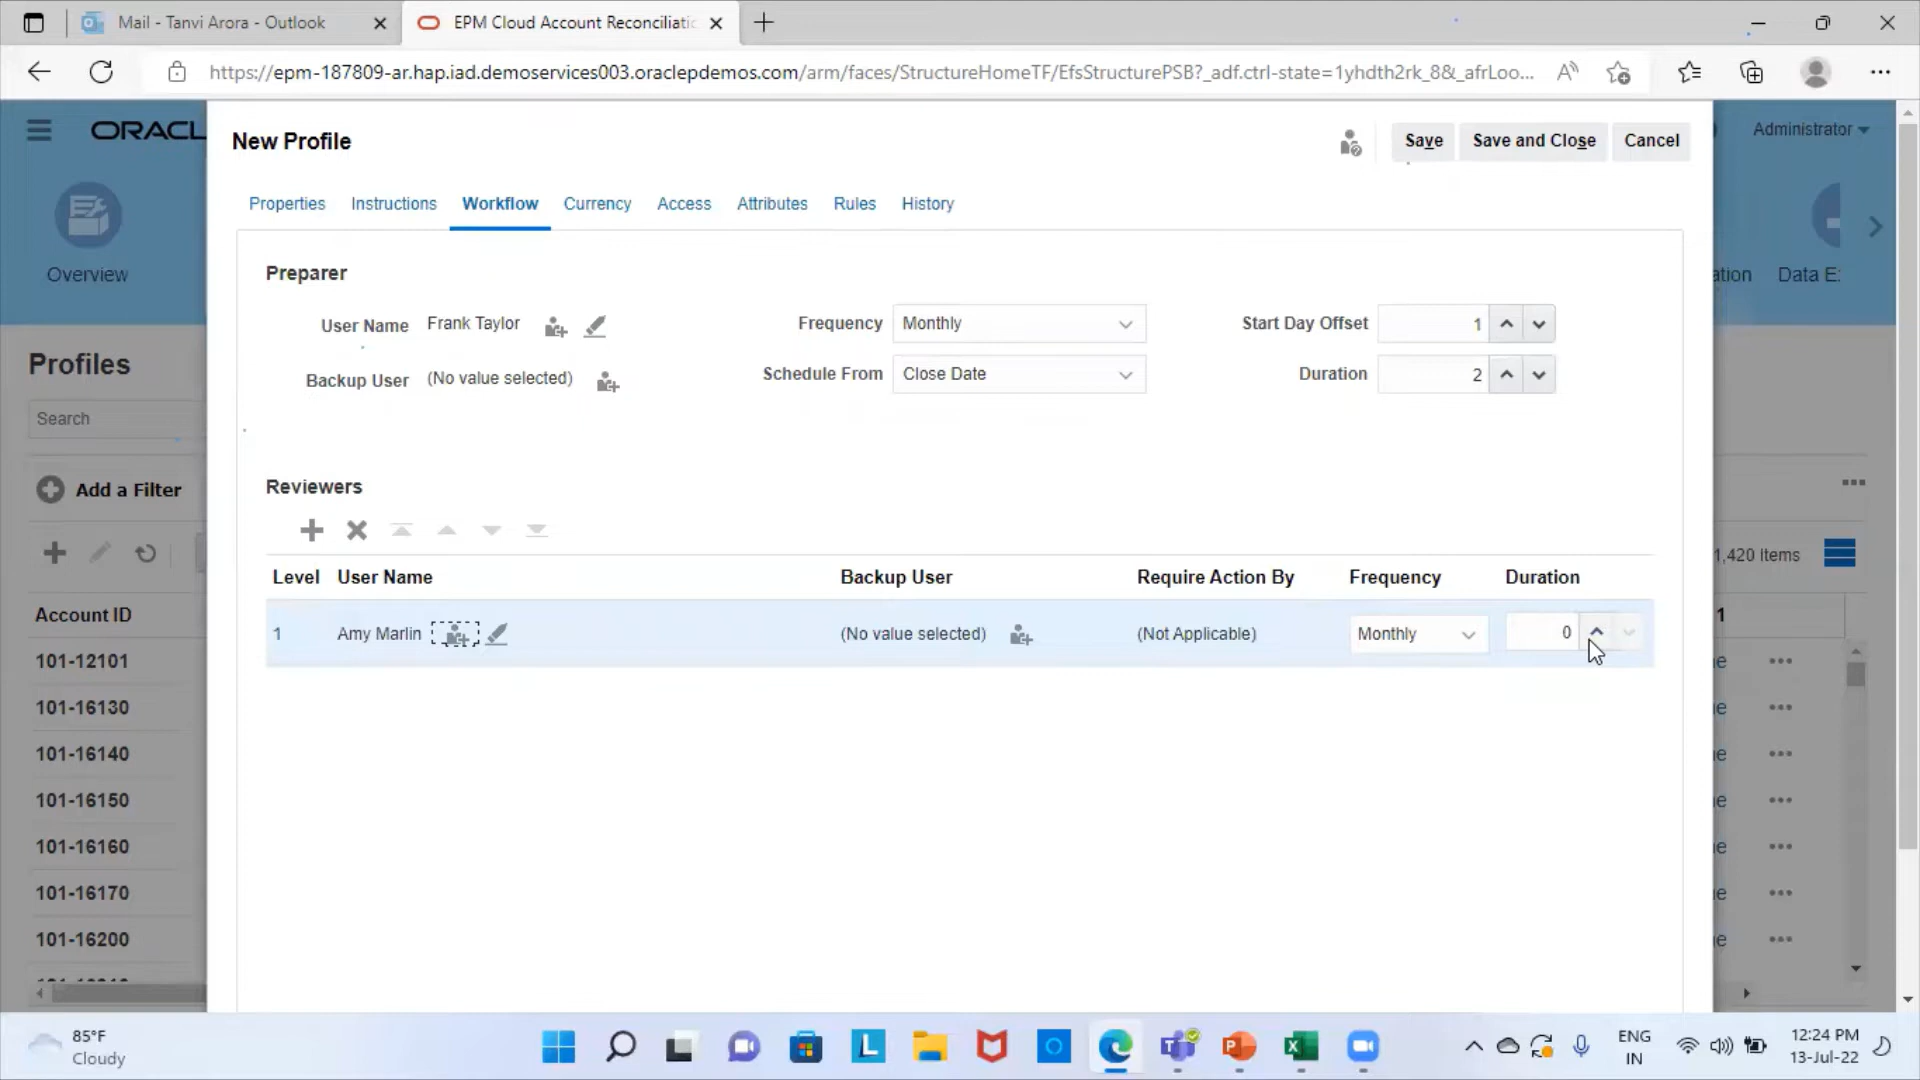 Mail - Tanvi Arora - Outlook
EPM Cloud Account Reconciliatio
https://epm-187809-ar.hap.iad.demoservices003.oraclepdemos.com/arm/faces/StructureHomeTF/EfsStructurePSB?_adf.ctrl-state=1yhdth2rk_8&_afrLoo...
ORACL
New Profile
Save
Save and Close
Cancel
Administrator
Properties
Instructions
Workflow
Currency
Access
Attributes
Rules
History
Overview
ation
Data E:
Preparer
User Name
Frank Taylor
Frequency
Monthly
Start Day Offset
1
Backup User
(No value selected)
Schedule From
Close Date
Duration
2
Profiles
Search
Reviewers
Add a Filter
1,420 items
Level
User Name
Backup User
Require Action By
Frequency
Duration
1
Amy Marlin
(No value selected)
(Not Applicable)
Monthly
0
Account ID
1
101-12101
101-16130
101-16140
101-16150
101-16160
101-16170
101-16200
85°F
Cloudy
ENG
IN
12:24 PM
13-Jul-22